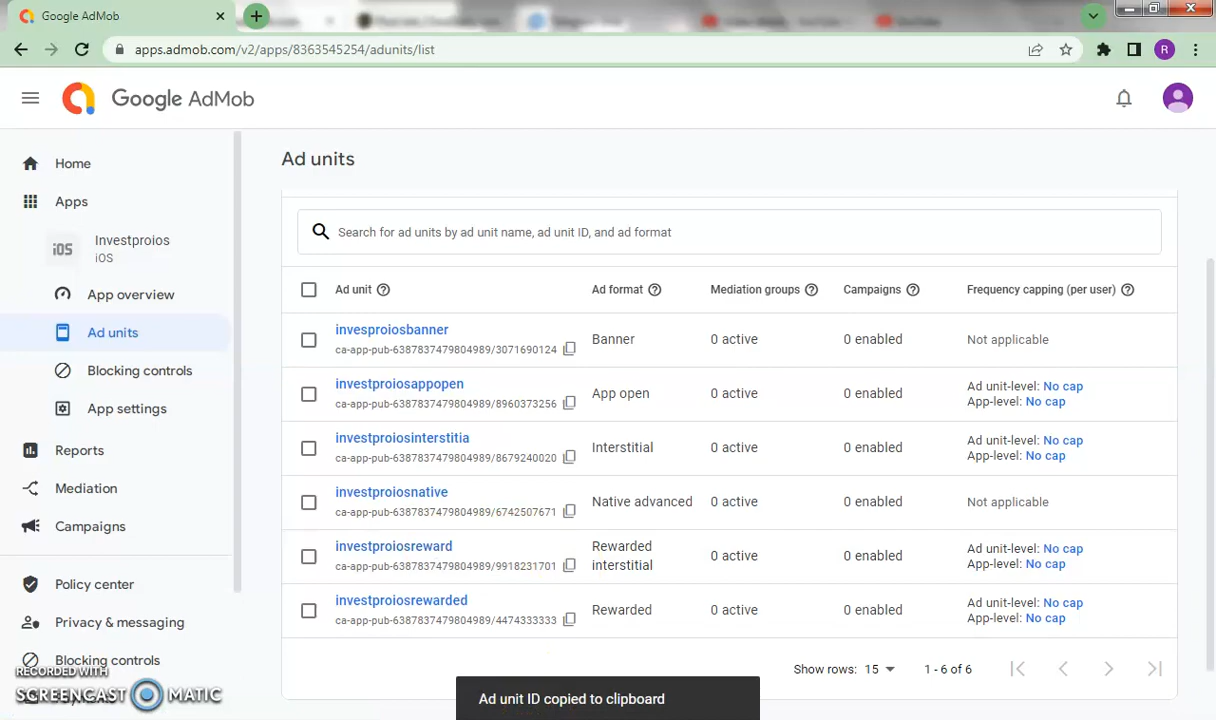 Google AdMob
apps.admob.com/v2/apps/8363545254/adunits/list
R
Google AdMob
Home
Apps
iOS
Investproios
iOS
App overview
Ad units
Blocking controls
App settings
Reports
Mediation
Campaigns
Policy center
Privacy & messaging
Blocking controls
RECORDED WITH
SCREENCAST MATIC
Ad units
Search for ad units by ad unit name, ad unit ID, and ad format
Ad unit Ad format Mediation groups Campaigns Frequency capping (per user)
invesproiosbanner
ca-app-pub-6387837479804989/3071690124
Banner 0 active 0 enabled Not applicable
investproiosappopen
ca-app-pub-6387837479804989/8960373256
App open 0 active 0 enabled
Ad unit-level: No cap
App-level: No cap
investproiosinterstitia
ca-app-pub-6387837479804989/8679240020
Interstitial 0 active 0 enabled
Ad unit-level: No cap
App-level: No cap
investproiosnative
ca-app-pub-6387837479804989/6742507671
Native advanced 0 active 0 enabled Not applicable
investproiosreward
ca-app-pub-6387837479804989/9918231701
Rewarded
interstitial
0 active 0 enabled
Ad unit-level: No cap
App-level: No cap
investproiosrewarded
ca-app-pub-6387837479804989/4474333333
Rewarded 0 active 0 enabled
Ad unit-level: No cap
App-level: No cap
Show rows: 15 1 - 6 of 6
Ad unit ID copied to clipboard